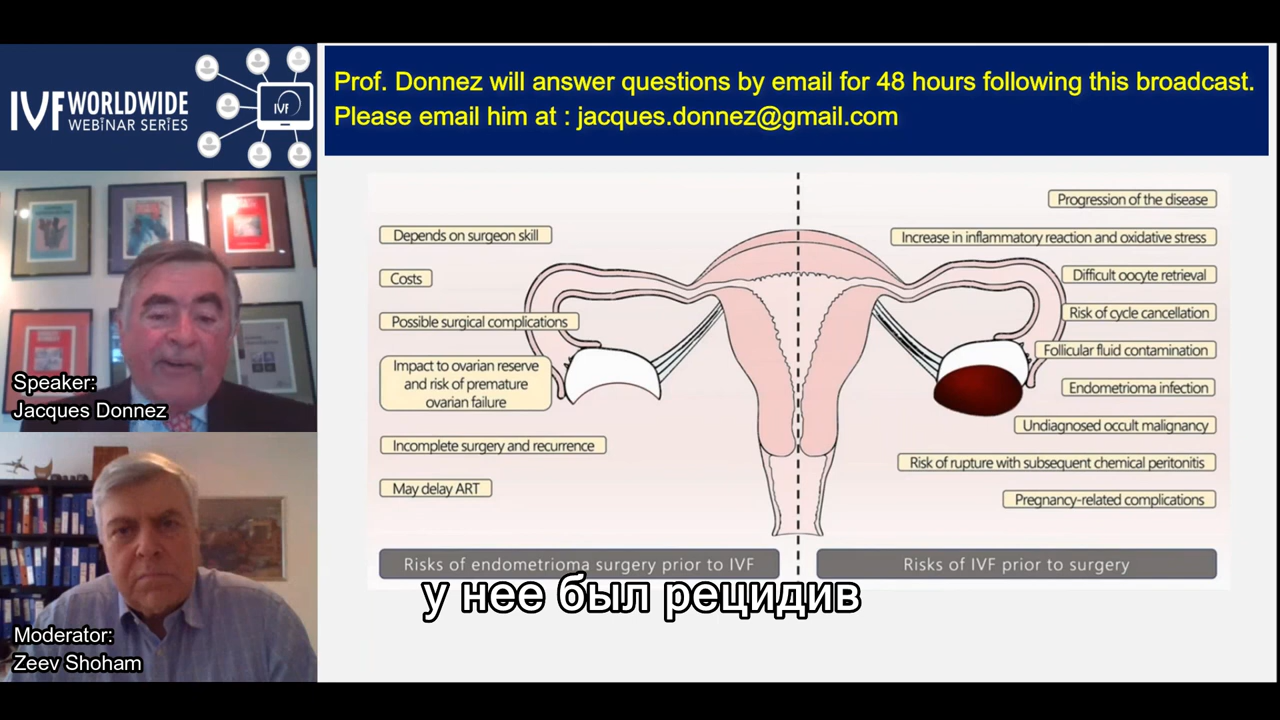 IVF WORLDWIDE
WEBINAR SERIES
IVF
Prof. Donnez will answer questions by email for 48 hours following this broadcast.
Please email him at : jacques.donnez@gmail.com
Speaker:
Jacques Donnez
Moderator:
Zeev Shoham
Depends on surgeon skill
Costs
Possible surgical complications
Impact to ovarian reserve
and risk of premature
ovarian failure
Incomplete surgery and recurrence
May delay ART
Risks of endometrioma surgery prior to IVF
Progression of the disease
Increase in inflammatory reaction and oxidative stress
Difficult oocyte retrieval
Risk of cycle cancellation
Follicular fluid contamination
Endometrioma infection
Undiagnosed occult malignancy
Risk of rupture with subsequent chemical peritonitis
Pregnancy-related complications
Risks of IVF prior to surgery
у нее был рецидив